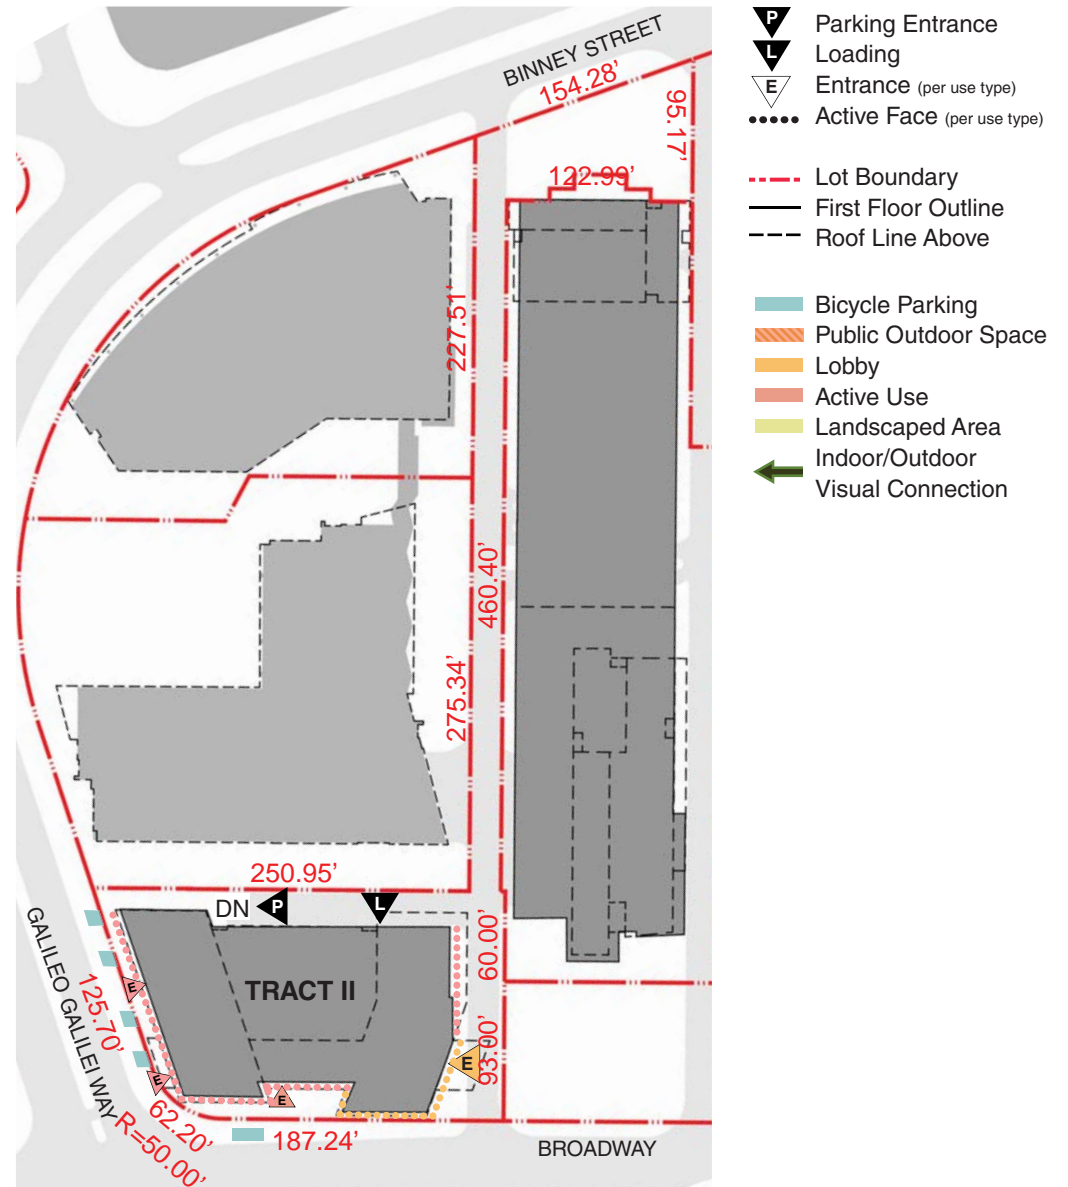 BINNEY STREET
154.28’
95.17’
122.99’
227.51’
460.40’
275.34’
250.95’
DN
P
L
GALILEO GALILEI WAY
125.70’
E
E
TRACT II
60.00’
93.00’
E
E
62.20’
R=50.00’
187.24’
BROADWAY
P Parking Entrance
L Loading
E Entrance (per use type)
Active Face (per use type)
Lot Boundary
First Floor Outline
Roof Line Above
Bicycle Parking
Public Outdoor Space
Lobby
Active Use
Landscaped Area
Indoor/Outdoor
Visual Connection